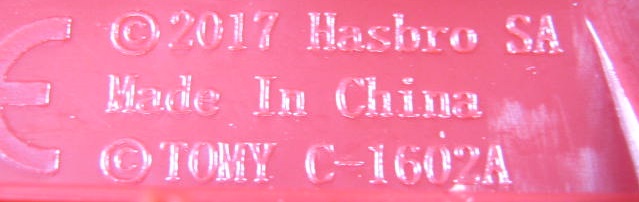 ©2017 Hasbro SA
Made In China
©TOMY C-1602A